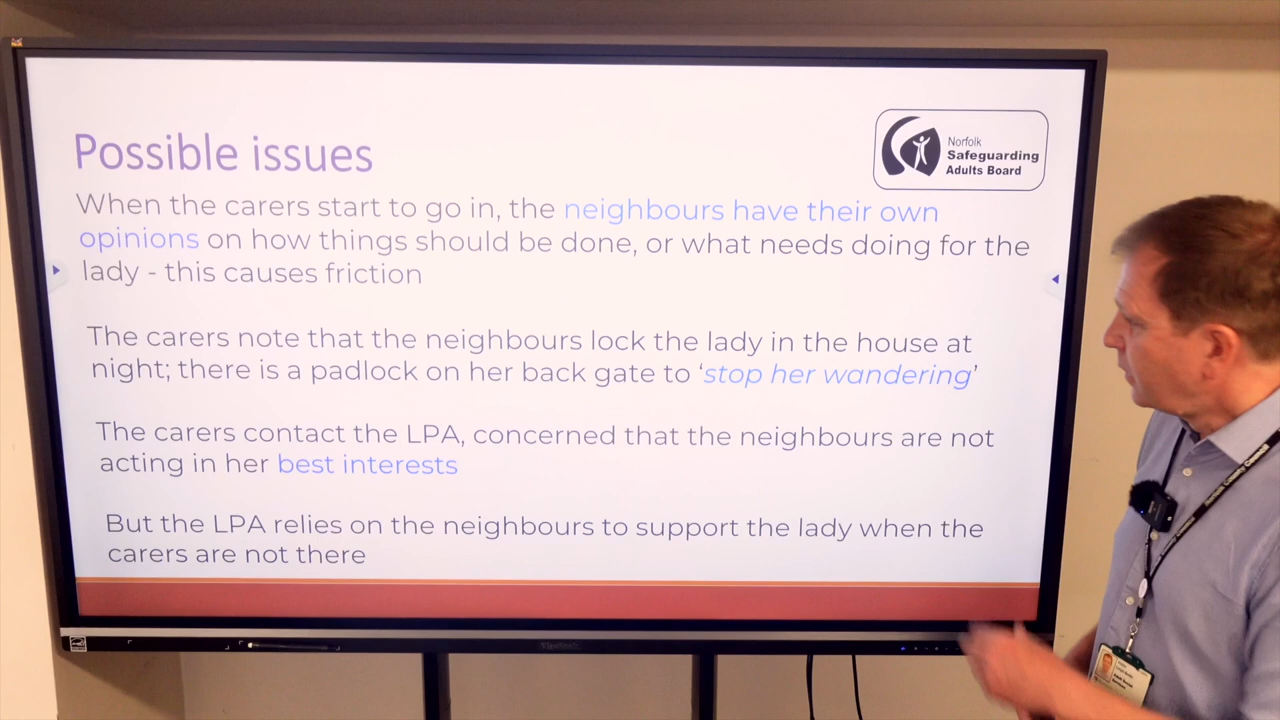 Possible issues
Norfolk
Safeguarding
Adults Board
When the carers start to go in, the neighbours have their own
opinions on how things should be done, or what needs doing for the
lady - this causes friction
The carers note that the neighbours lock the lady in the house at
night; there is a padlock on her back gate to ‘stop her wandering’
The carers contact the LPA, concerned that the neighbours are not
acting in her best interests
But the LPA relies on the neighbours to support the lady when the
carers are not there
ViewSonic
Norfolk County Council